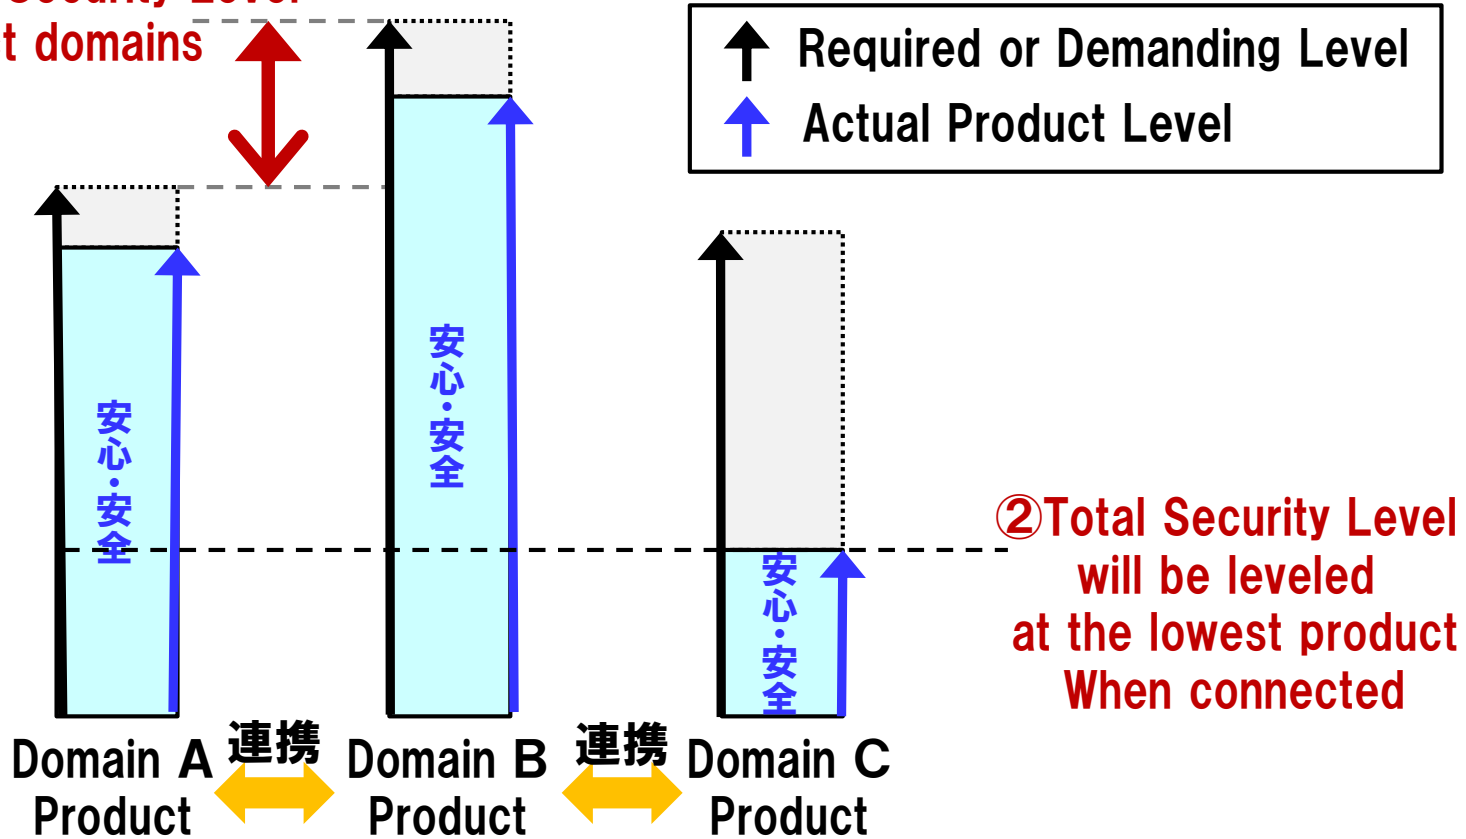 Security Level
t domains
Required or Demanding Level
Actual Product Level
安心・安全
安心・安全
安心・安全
②Total Security Level
will be leveled
at the lowest product
When connected
Domain A
Product
連携
Domain B
Product
連携
Domain C
Product